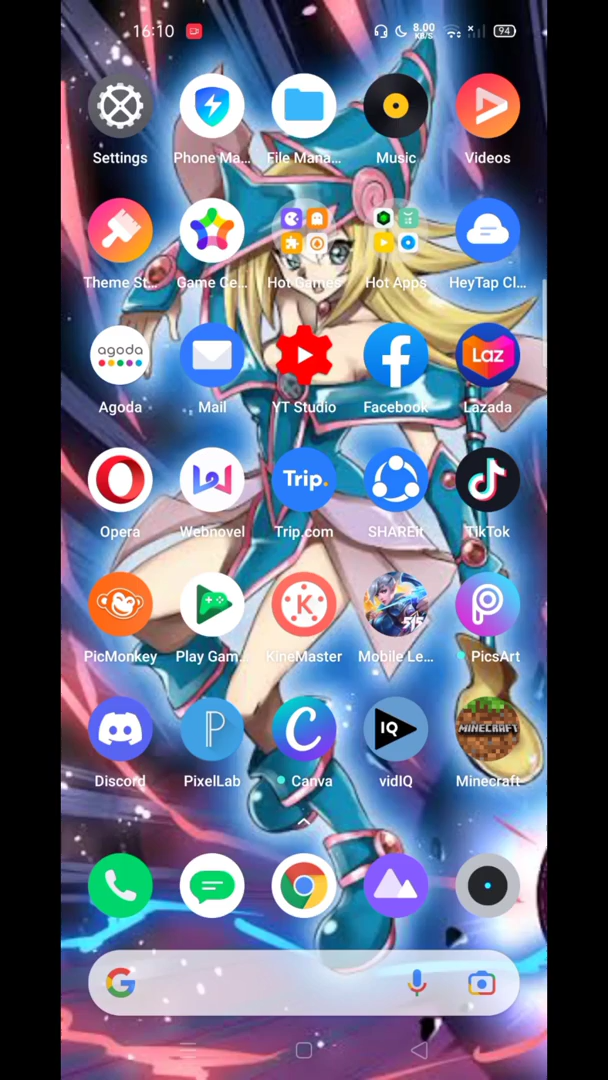 16:10 8.00 KB/S 94
Settings Phone Ma... File Mana... Music Videos
Theme St... Game Ce... Hot Games Hot Apps HeyTap Cl...
agoda Laz
Agoda Mail YT Studio Facebook Lazada
Trip.
Opera Webnovel Trip.com SHAREit TikTok
K 515
PicMonkey Play Gam... KineMaster Mobile Le... PicsArt
P C IQ MINECRAFT
Discord PixelLab Canva vidIQ Minecraft
G